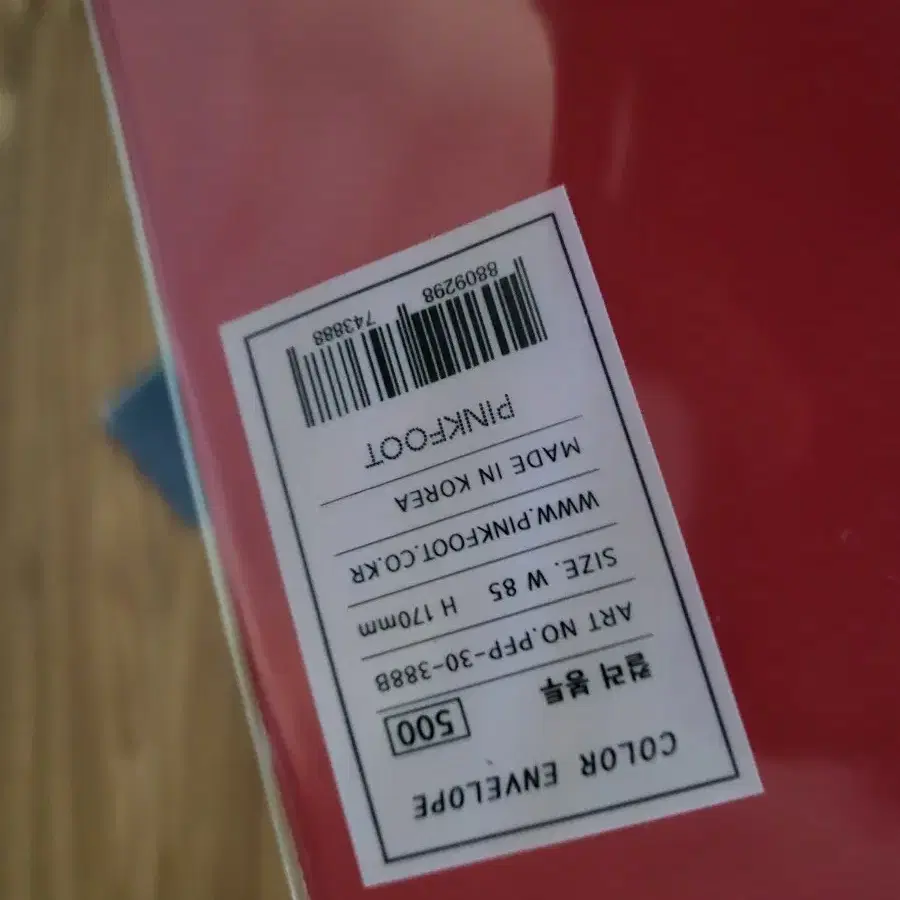 COLOR ENVELOPE
컬러 봉투 500
ART NO.PFP-30-388B
SIZE. W 85 H 170mm
WWW.PINKFOOT.CO.KR
MADE IN KOREA
PINKFOOT
8809298 743888